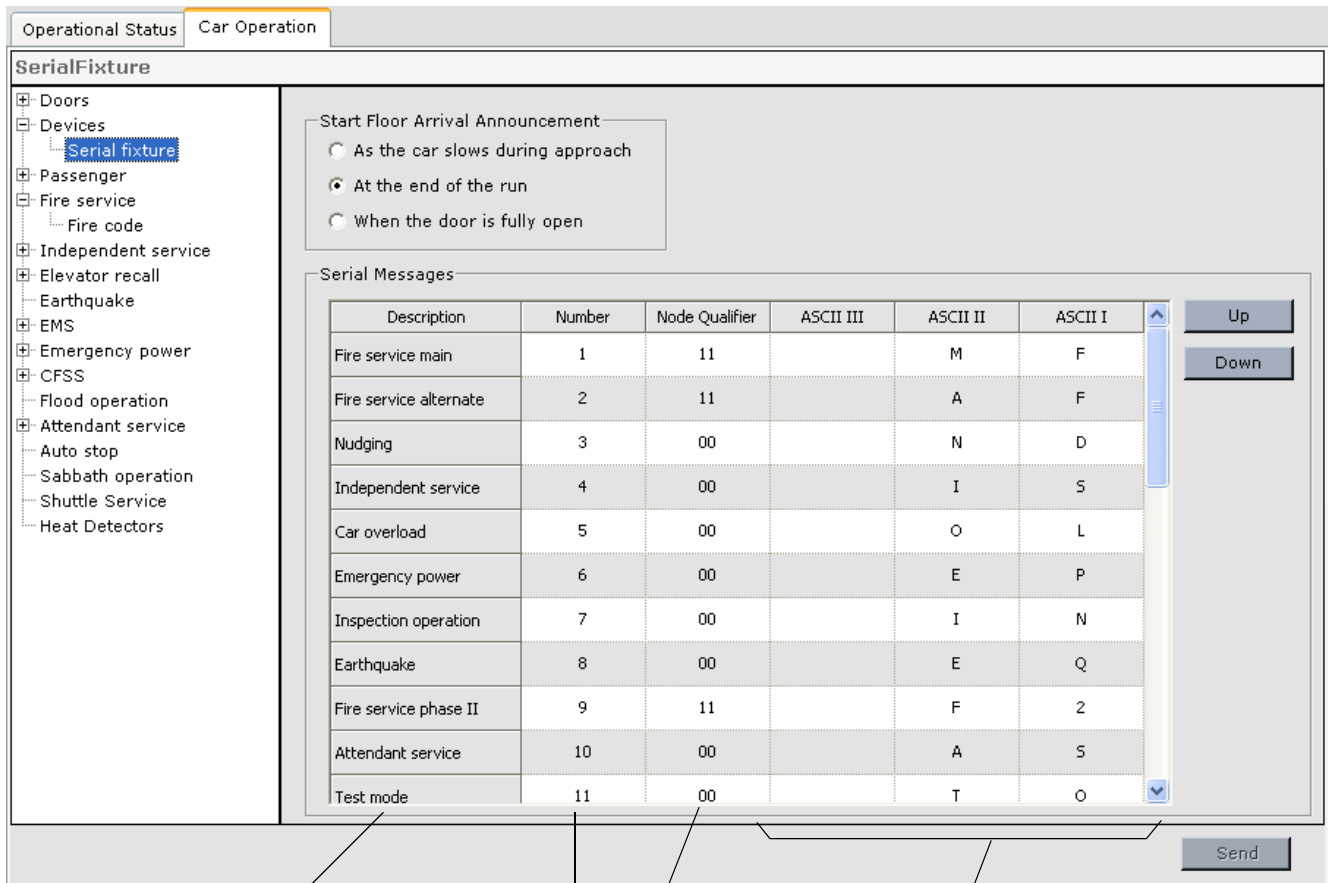 Operational Status Car Operation
SerialFixture
Doors
Devices
Serial fixture
Passenger
Fire service
Fire code
Independent service
Elevator recall
Earthquake
EMS
Emergency power
CFSS
Flood operation
Attendant service
Auto stop
Sabbath operation
Shuttle Service
Heat Detectors
Start Floor Arrival Announcement
As the car slows during approach
At the end of the run
When the door is fully open
Serial Messages
Description Number Node Qualifier ASCII III ASCII II ASCII I
Fire service main 1 11 M F
Fire service alternate 2 11 A F
Nudging 3 00 N D
Independent service 4 00 I S
Car overload 5 00 O L
Emergency power 6 00 E P
Inspection operation 7 00 I N
Earthquake 8 00 E Q
Fire service phase II 9 11 F 2
Attendant service 10 00 A S
Test mode 11 00 T O
Up
Down
Send